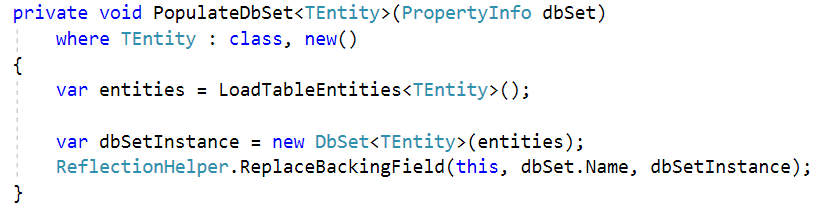 private void PopulateDbSet<TEntity>(PropertyInfo dbSet)
    where TEntity : class, new()
{
    var entities = LoadTableEntities<TEntity>();

    var dbSetInstance = new DbSet<TEntity>(entities);
    ReflectionHelper.ReplaceBackingField(this, dbSet.Name, dbSetInstance);
}